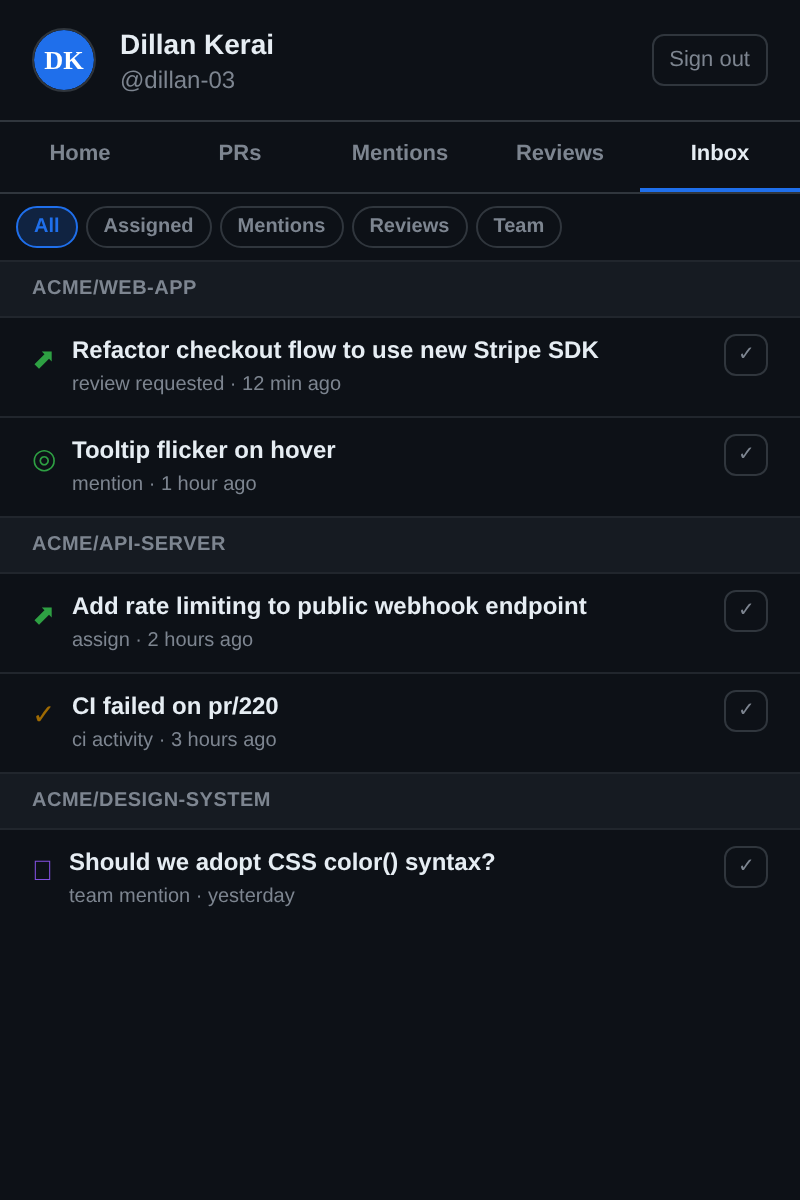 DK
Dillan Kerai
@dillan-03
Sign out
Home PRs Mentions Reviews Inbox
All Assigned Mentions Reviews Team
ACME/WEB-APP
Refactor checkout flow to use new Stripe SDK
review requested · 12 min ago
Tooltip flicker on hover
mention · 1 hour ago
ACME/API-SERVER
Add rate limiting to public webhook endpoint
assign · 2 hours ago
CI failed on pr/220
ci activity · 3 hours ago
ACME/DESIGN-SYSTEM
Should we adopt CSS color() syntax?
team mention · yesterday